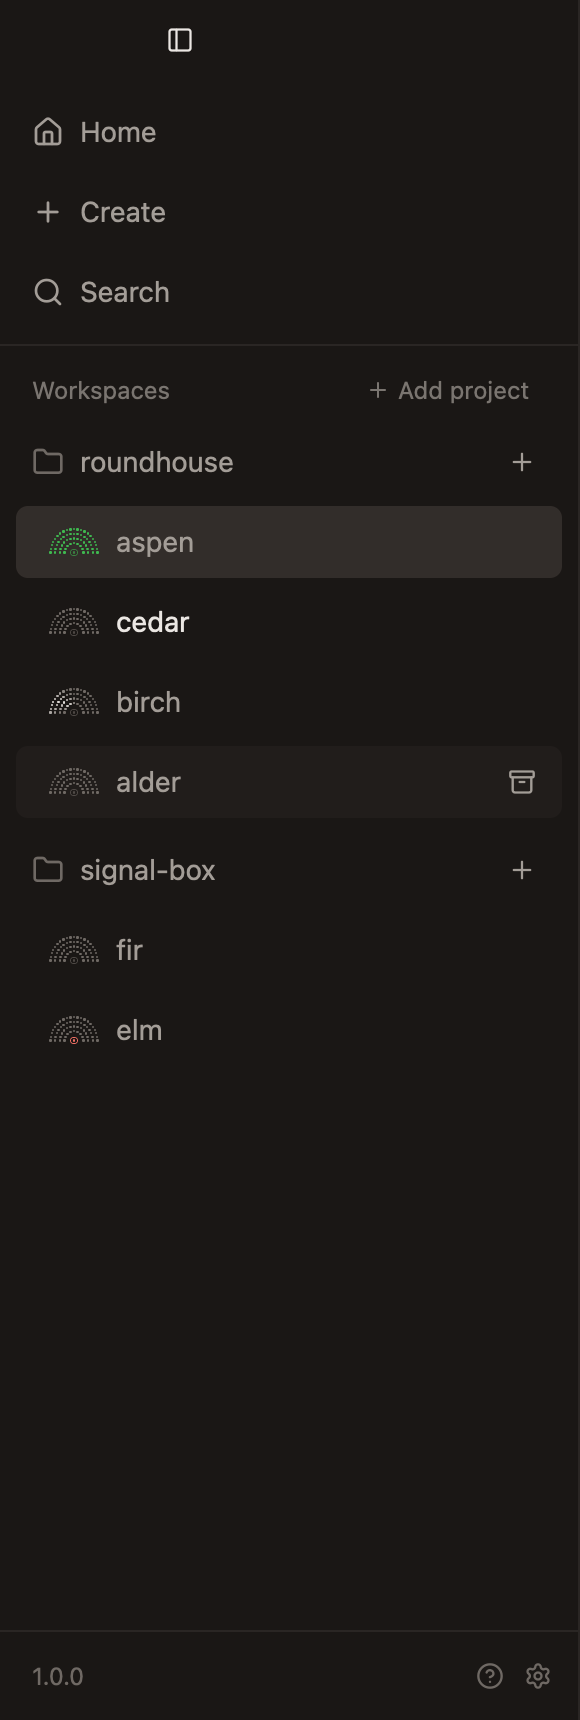 Home
Create
Search
Workspaces + Add project
roundhouse +
aspen
cedar
birch
alder
signal-box +
fir
elm
1.0.0